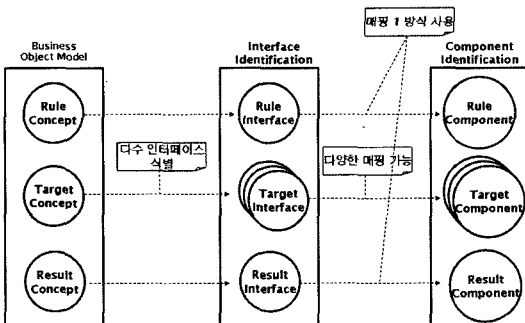 매핑 1 방식 사용
Business
Object Model
Interface
Identification
Component
Identification
Rule
Concept
Rule
Interface
Rule
Component
다수 인터페이스
식별
다양한 매핑 가능
Target
Concept
Target
Interface
Target
Component
Result
Concept
Result
Interface
Result
Component